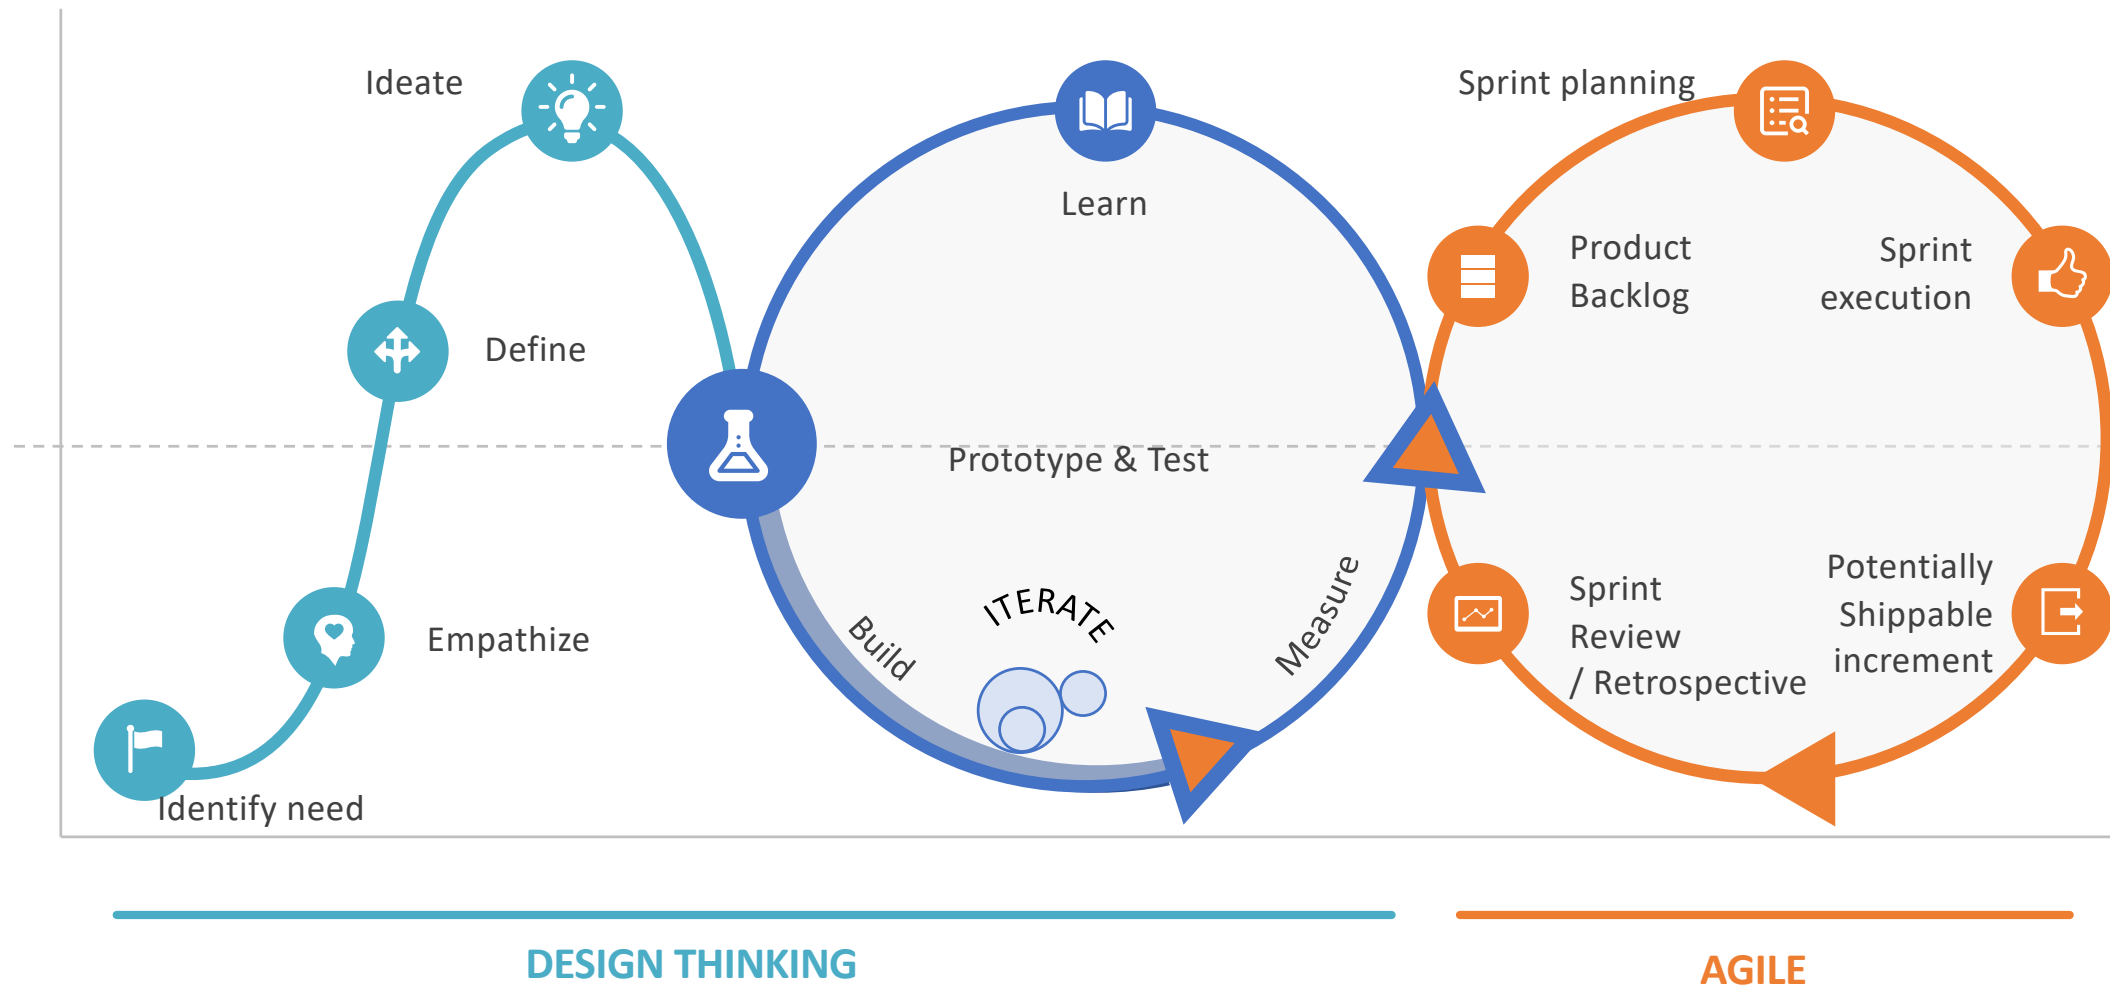 Ideate
Define
Empathize
Identify need
Learn
Prototype & Test
ITERATE
Build
Measure
Sprint planning
Product
Backlog
Sprint
execution
Potentially
Shippable
increment
Sprint
Review
/ Retrospective
DESIGN THINKING
AGILE